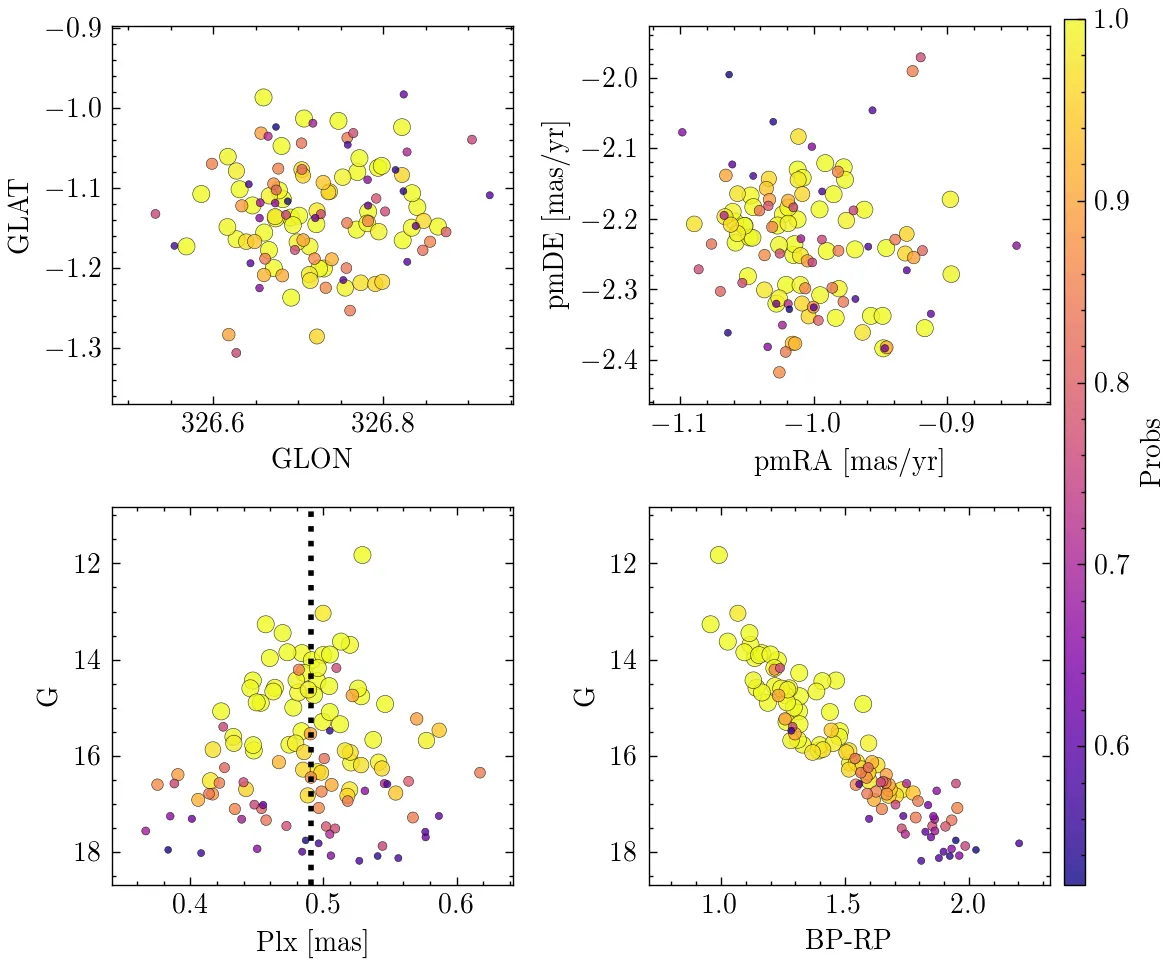 −0.9
−1.0
−1.1
−1.2
−1.3
GLAT
326.6 326.8
GLON
−2.0
−2.1
−2.2
−2.3
−2.4
pmDE [mas/yr]
−1.1 −1.0 −0.9
pmRA [mas/yr]
12
14
16
18
G
0.4 0.5 0.6
Plx [mas]
12
14
16
18
G
1.0 1.5 2.0
BP-RP
1.0
0.9
0.8
0.7
0.6
Probs